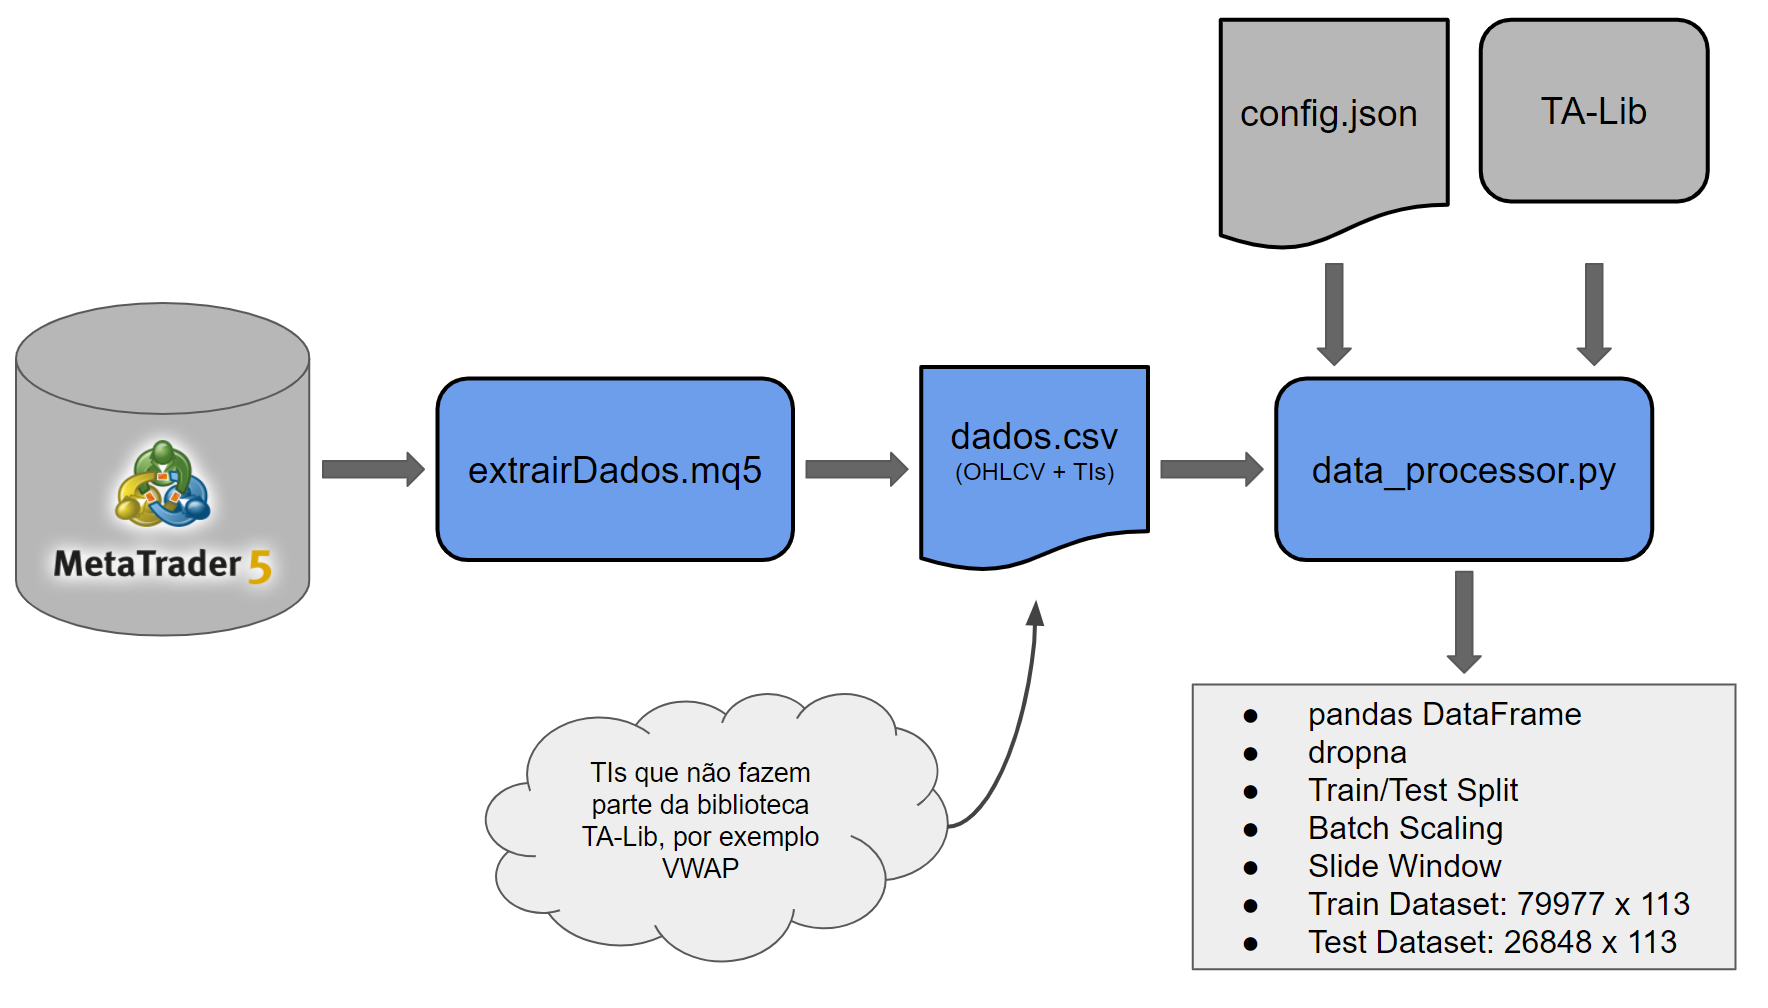 config.json
TA-Lib
MetaTrader 5
extrairDados.mq5
dados.csv
(OHLCV + TIs)
data_processor.py
TIs que não fazem
parte da biblioteca
TA-Lib, por exemplo
VWAP
● pandas DataFrame
● dropna
● Train/Test Split
● Batch Scaling
● Slide Window
● Train Dataset: 79977 x 113
● Test Dataset: 26848 x 113